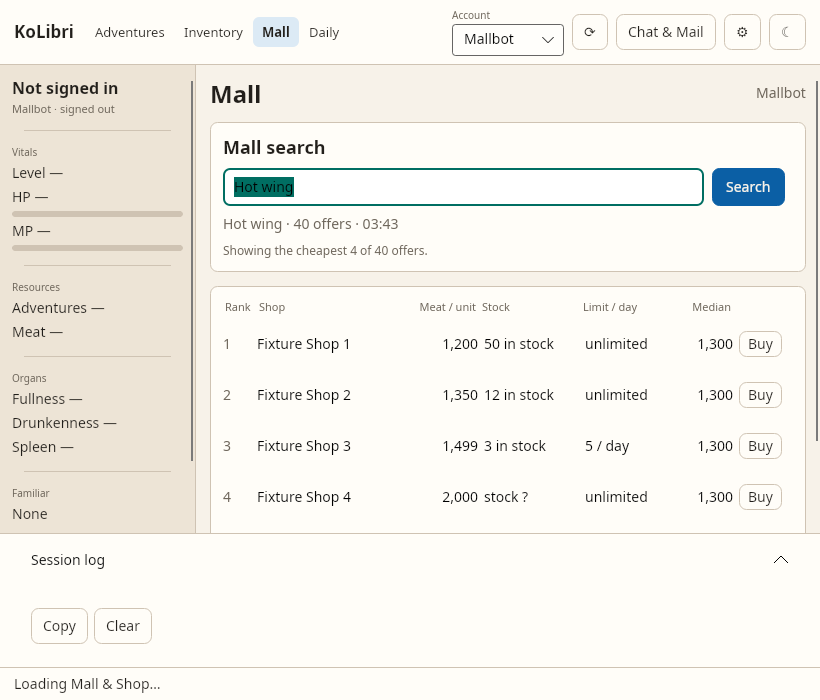 KoLibri Adventures Inventory Mall Daily Account Mallbot ⟳ Chat & Mail ⚙ ☾
Not signed in
Mallbot · signed out
Vitals
Level —
HP —
MP —
Resources
Adventures —
Meat —
Organs
Fullness —
Drunkenness —
Spleen —
Familiar
None
Mall Mallbot
Mall search
Hot wing Search
Hot wing · 40 offers · 03:43
Showing the cheapest 4 of 40 offers.
Rank Shop Meat / unit Stock Limit / day Median
1 Fixture Shop 1 1,200 50 in stock unlimited 1,300 Buy
2 Fixture Shop 2 1,350 12 in stock unlimited 1,300 Buy
3 Fixture Shop 3 1,499 3 in stock 5 / day 1,300 Buy
4 Fixture Shop 4 2,000 stock ? unlimited 1,300 Buy
Session log
Copy Clear
Loading Mall & Shop...